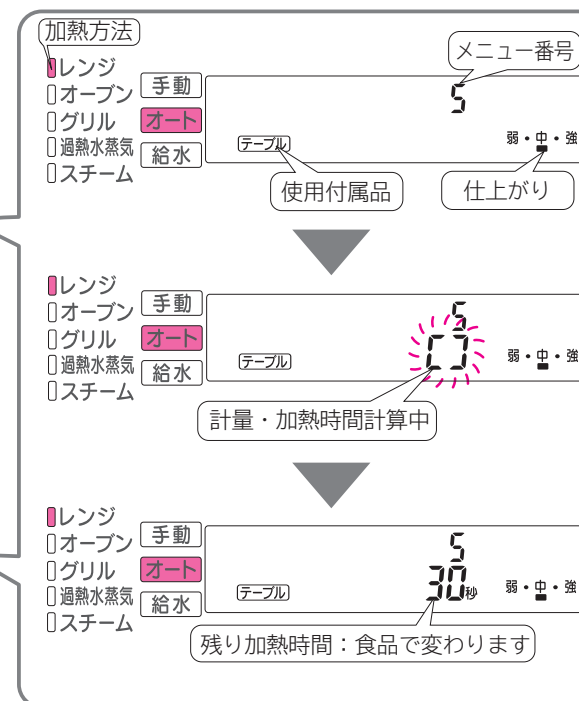 加熱方法
レンジ
オーブン
グリル
過熱水蒸気
スチーム
手動
オート
給水
メニュー番号
5
テーブル
弱・中・強
使用付属品
仕上がり
レンジ
オーブン
グリル
過熱水蒸気
スチーム
手動
オート
給水
5
テーブル
弱・中・強
計量・加熱時間計算中
レンジ
オーブン
グリル
過熱水蒸気
スチーム
手動
オート
給水
5
30秒
テーブル
弱・中・強
残り加熱時間：食品で変わります